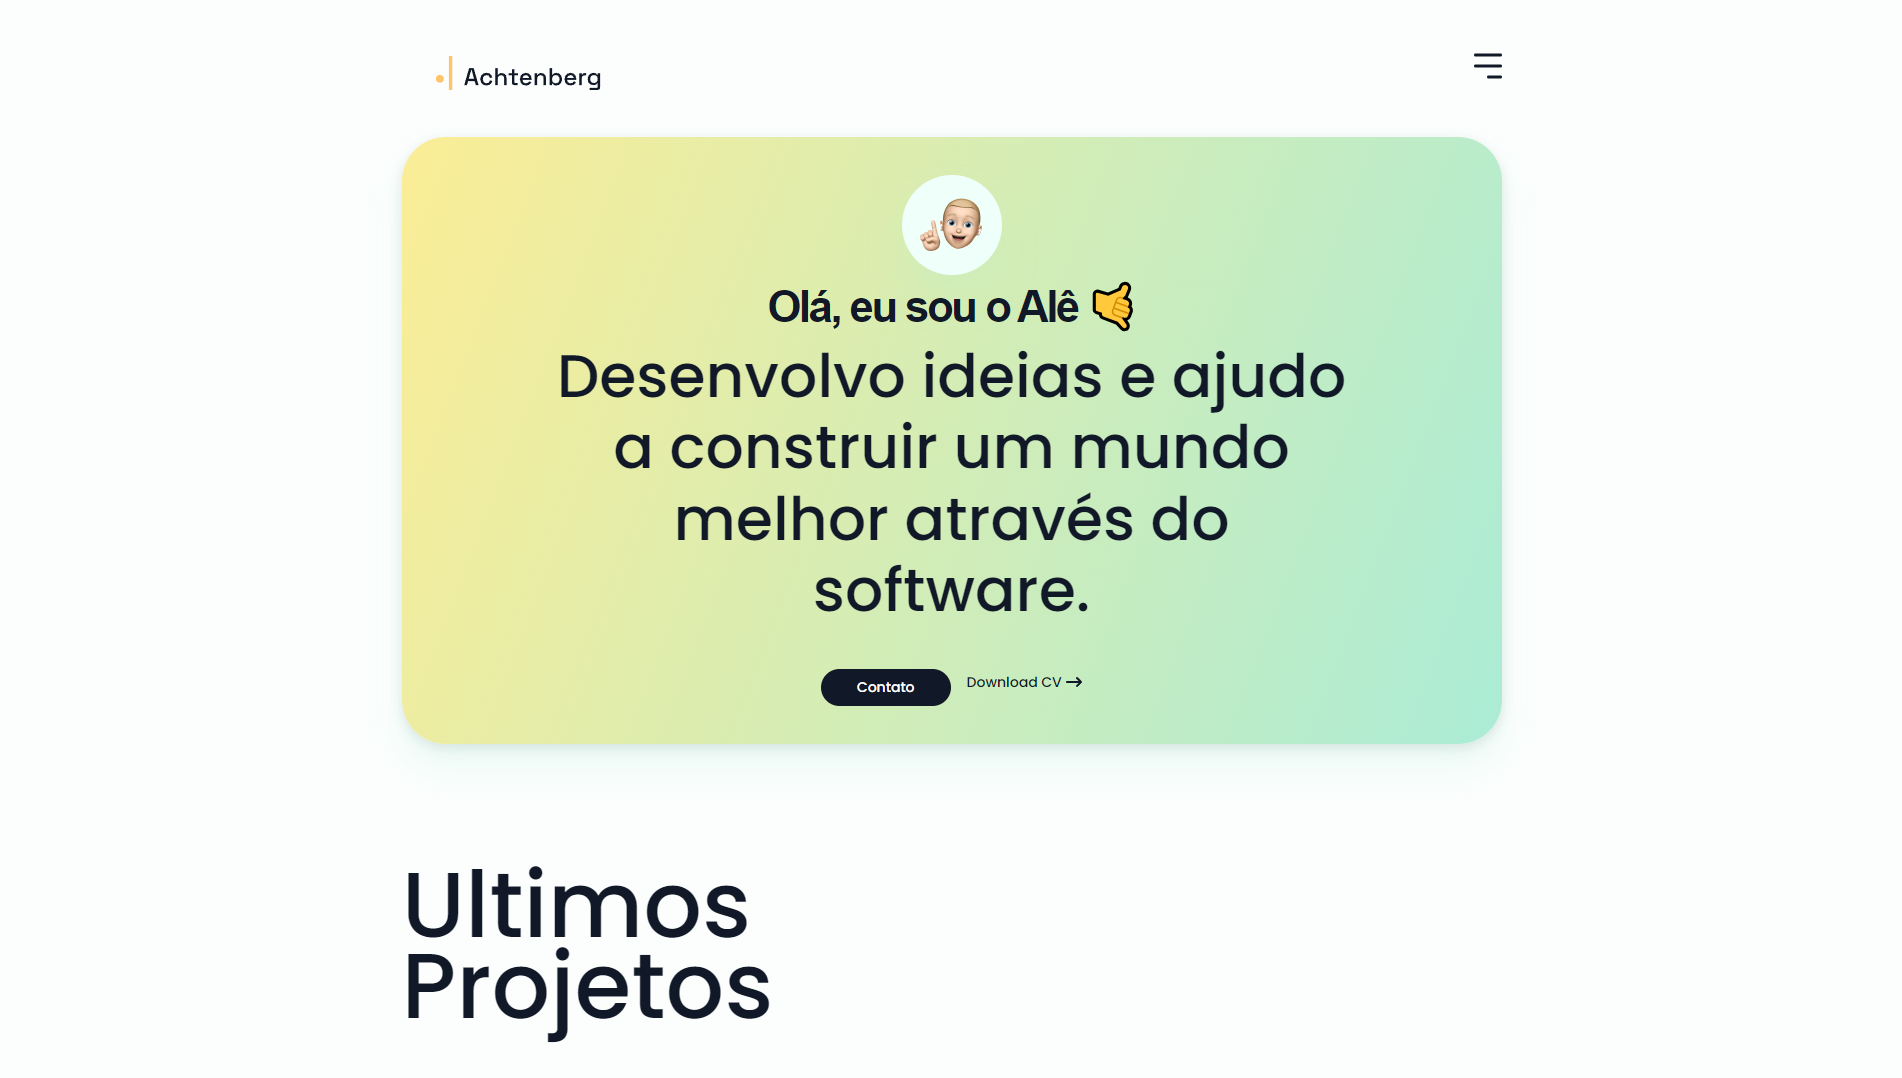 Achtenberg
Olá, eu sou o Alê 🤙
Desenvolvo ideias e ajudo
a construir um mundo
melhor através do
software.
Contato
Download CV →
Ultimos
Projetos